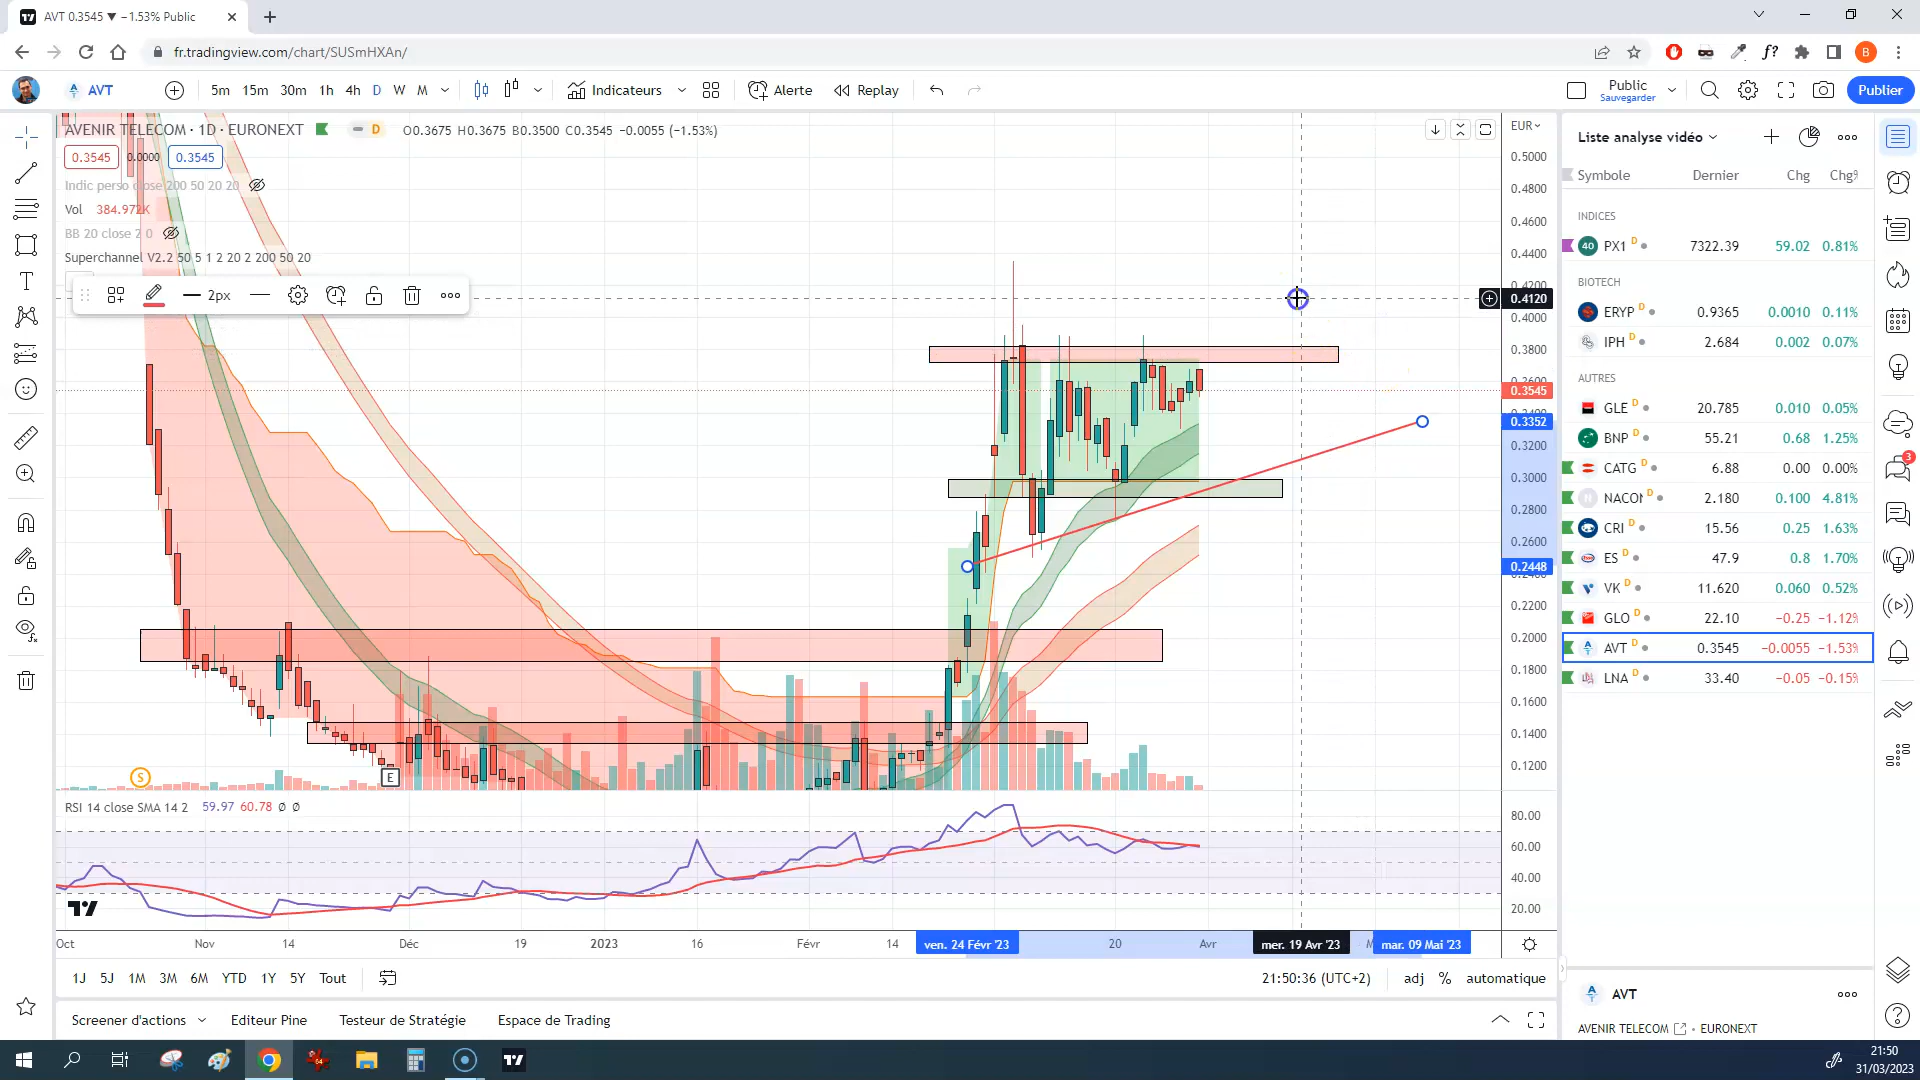 AVT 0.3545 ▼ −1.53% Public
fr.tradingview.com/chart/SUSmHXAn/
f?
B
AVT
5m 15m 30m 1h 4h D W M
Indicateurs
Alerte
Replay
Public
Sauvegarder
Publier
AVENIR TELECOM · 1D · EURONEXT
D
O0.3675 H0.3675 B0.3500 C0.3545 −0.0055 (−1.53%)
0.3545 0.0000 0.3545
Indic perso close 200 50 20 20
Vol 384.972K
BB 20 close 2 0
Superchannel V2.2 50 5 1 2 20 2 200 50 20
2px
EUR
0.5000
0.4800
0.4600
0.4400
0.4120
0.4000
0.3800
0.3545
0.3352
0.3200
0.3000
0.2800
0.2600
0.2448
0.2200
0.2000
0.1800
0.1600
0.1400
0.1200
S
E
RSI 14 close SMA 14 2 59.97 60.78 Ø Ø
80.00
60.00
40.00
20.00
Oct Nov 14 Déc 19 2023 16 Févr 14 ven. 24 Févr '23 20 Avr mer. 19 Avr '23 mar. 09 Mai '23
1J 5J 1M 3M 6M YTD 1Y 5Y Tout
21:50:36 (UTC+2)
adj % automatique
Screener d'actions Editeur Pine Testeur de Stratégie Espace de Trading
Liste analyse vidéo
Symbole Dernier Chg Chg%
INDICES
40 PX1 D 7322.39 59.02 0.81%
BIOTECH
ERYP D 0.9365 0.0010 0.11%
IPH D 2.684 0.002 0.07%
AUTRES
GLE D 20.785 0.010 0.05%
BNP D 55.21 0.68 1.25%
CATG D 6.88 0.00 0.00%
N NACON D 2.180 0.100 4.81%
CRI D 15.56 0.25 1.63%
ES D 47.9 0.8 1.70%
VK D 11.620 0.060 0.52%
GLO D 22.10 −0.25 −1.12%
AVT D 0.3545 −0.0055 −1.53%
LNA D 33.40 −0.05 −0.15%
3
AVT
AVENIR TELECOM · EURONEXT
21:50
31/03/2023